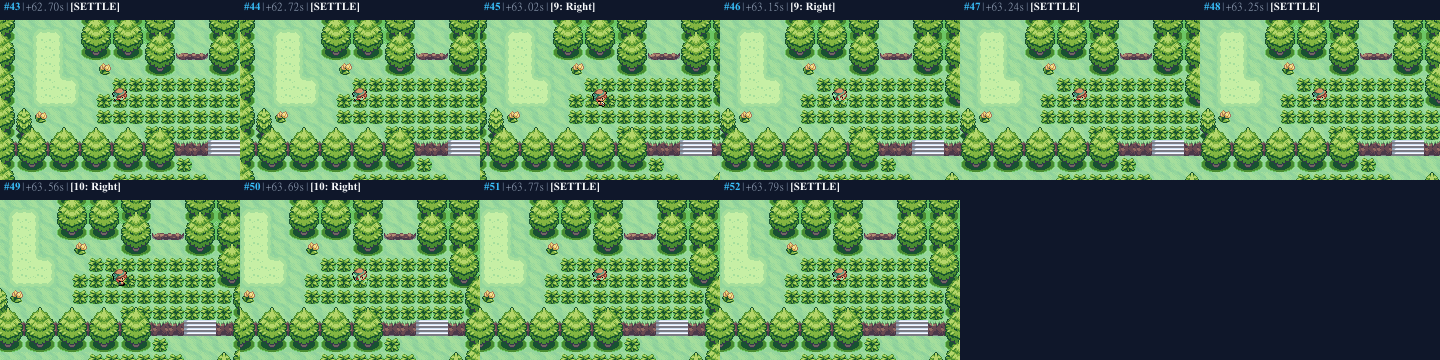 #43|+62.70s|[SETTLE]
#44|+62.72s|[SETTLE]
#45|+63.02s|[9: Right]
#46|+63.15s|[9: Right]
#47|+63.24s|[SETTLE]
#48|+63.25s|[SETTLE]
#49|+63.56s|[10: Right]
#50|+63.69s|[10: Right]
#51|+63.77s|[SETTLE]
#52|+63.79s|[SETTLE]